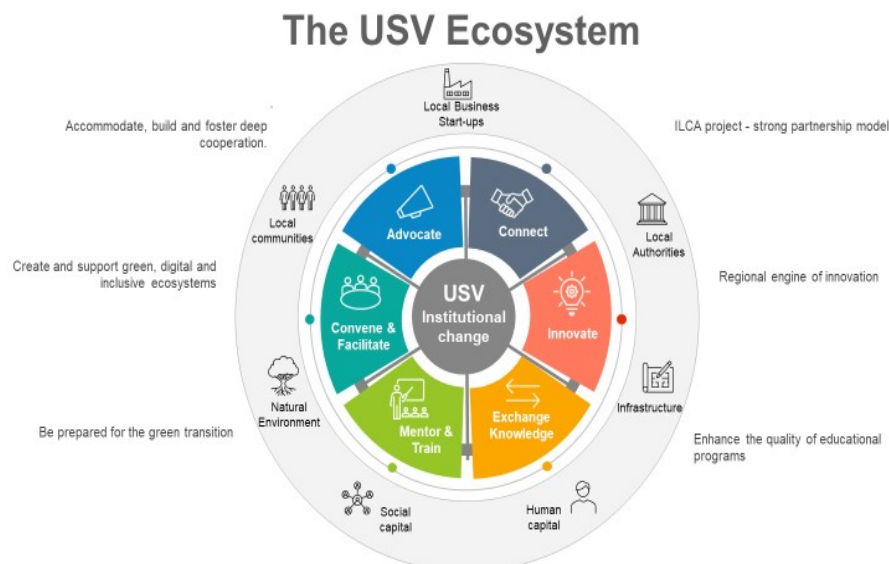 The USV Ecosystem
Local Business
Start-ups
Accommodate, build and foster deep
cooperation.
ILCA project - strong partnership model
Local
communities
Advocate
Connect
Local
Authorities
Create and support green, digital and
inclusive ecosystems
Regional engine of innovation
USV
Institutional
change
Convene &
Facilitate
Innovate
Natural
Environment
Infrastructure
Be prepared for the green transition
Mentor &
Train
Exchange
Knowledge
Enhance the quality of educational
programs
Social
capital
Human
capital